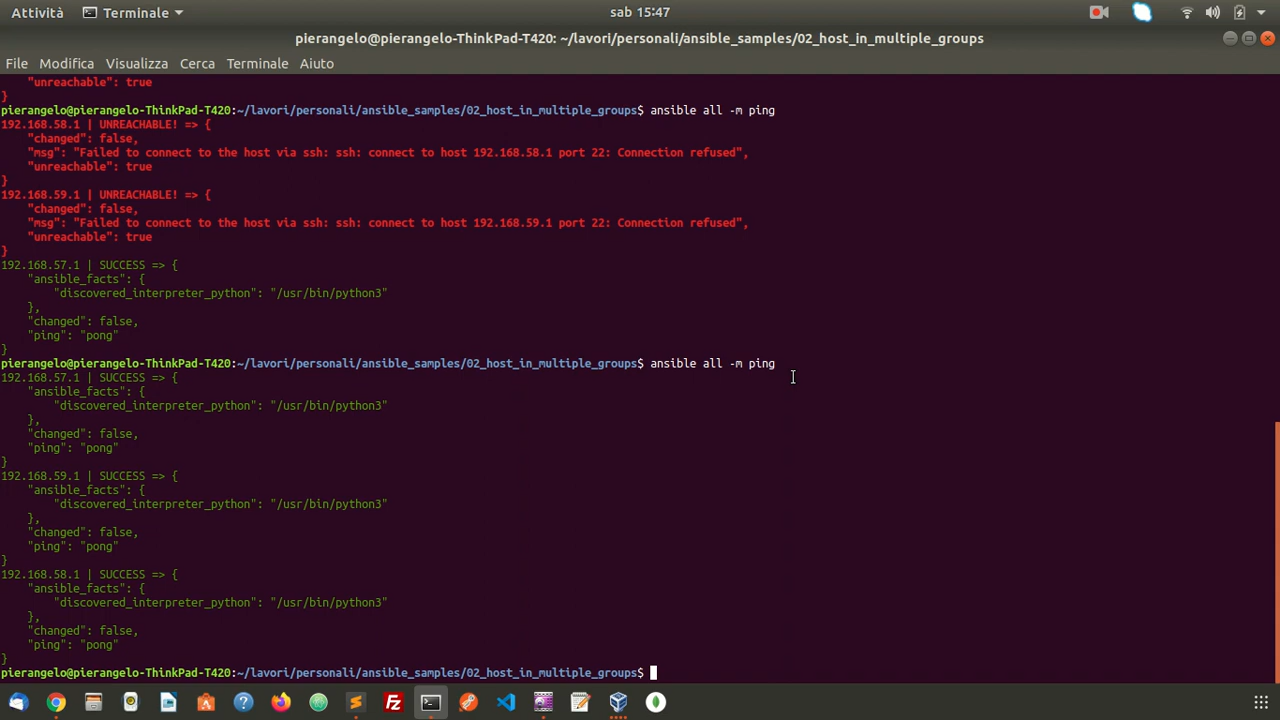 Attività Terminale sab 15:47
pierangelo@pierangelo-ThinkPad-T420: ~/lavori/personali/ansible_samples/02_host_in_multiple_groups
File Modifica Visualizza Cerca Terminale Aiuto
"unreachable": true
}
pierangelo@pierangelo-ThinkPad-T420:~/lavori/personali/ansible_samples/02_host_in_multiple_groups$ ansible all -m ping
192.168.58.1 | UNREACHABLE! => {
"changed": false,
"msg": "Failed to connect to the host via ssh: ssh: connect to host 192.168.58.1 port 22: Connection refused",
"unreachable": true
}
192.168.59.1 | UNREACHABLE! => {
"changed": false,
"msg": "Failed to connect to the host via ssh: ssh: connect to host 192.168.59.1 port 22: Connection refused",
"unreachable": true
}
192.168.57.1 | SUCCESS => {
"ansible_facts": {
"discovered_interpreter_python": "/usr/bin/python3"
},
"changed": false,
"ping": "pong"
}
pierangelo@pierangelo-ThinkPad-T420:~/lavori/personali/ansible_samples/02_host_in_multiple_groups$ ansible all -m ping
192.168.57.1 | SUCCESS => {
"ansible_facts": {
"discovered_interpreter_python": "/usr/bin/python3"
},
"changed": false,
"ping": "pong"
}
192.168.59.1 | SUCCESS => {
"ansible_facts": {
"discovered_interpreter_python": "/usr/bin/python3"
},
"changed": false,
"ping": "pong"
}
192.168.58.1 | SUCCESS => {
"ansible_facts": {
"discovered_interpreter_python": "/usr/bin/python3"
},
"changed": false,
"ping": "pong"
}
pierangelo@pierangelo-ThinkPad-T420:~/lavori/personali/ansible_samples/02_host_in_multiple_groups$